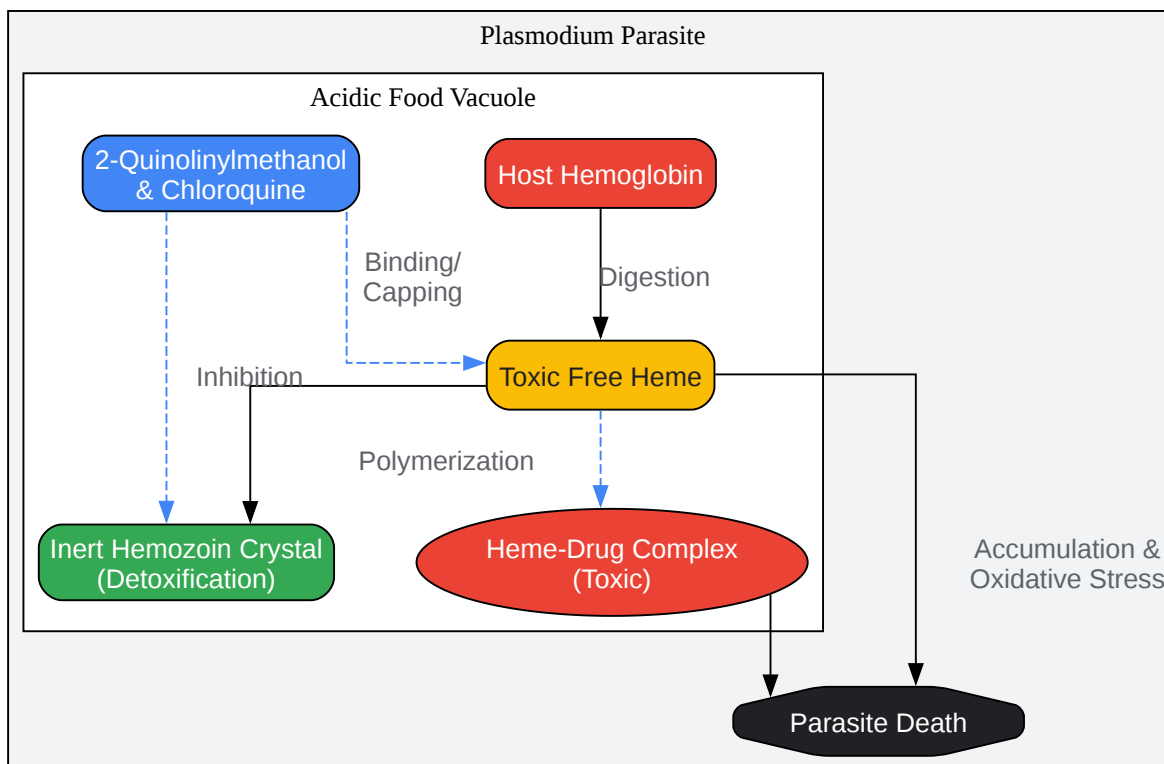 Plasmodium Parasite
Acidic Food Vacuole
2-Quinolinylmethanol
& Chloroquine
Host Hemoglobin
Binding/
Capping
Digestion
Toxic Free Heme
Inhibition
Polymerization
Inert Hemozoin Crystal
(Detoxification)
Heme-Drug Complex
(Toxic)
Accumulation &
Oxidative Stress
Parasite Death